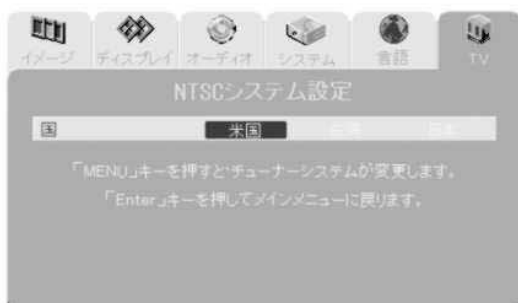 イメージ ディスプレイ オーディオ システム 言語 TV
NTSCシステム設定
国 米国
「MENU」キーを押すとチューナーシステムが変更します。
「Enter」キーを押してメインメニューに戻ります。